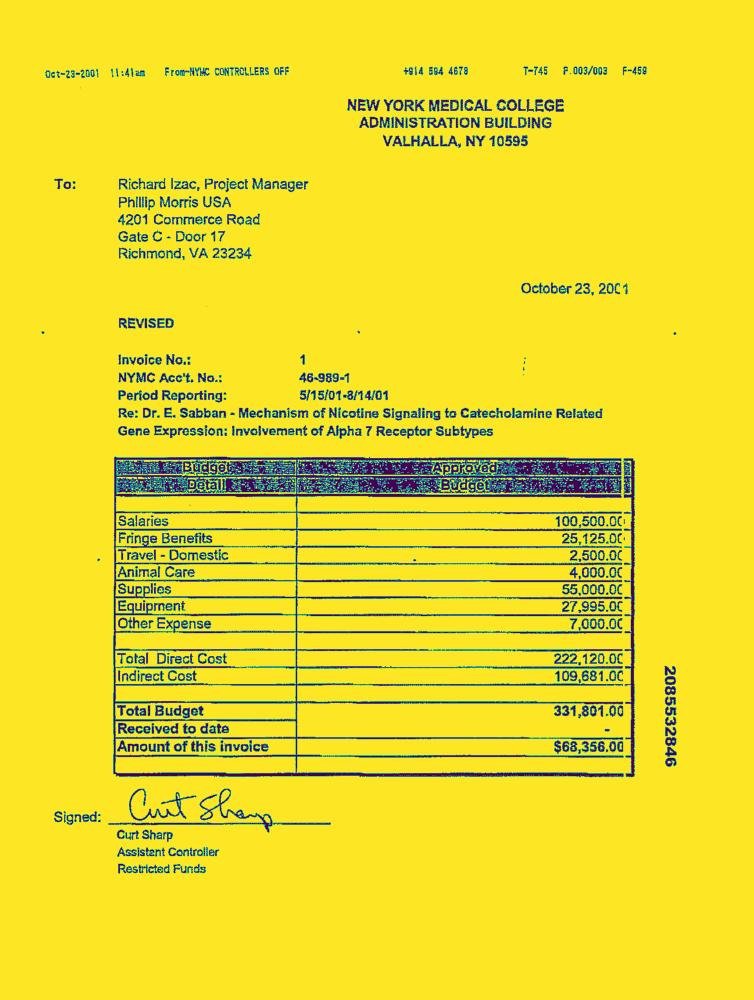 Oct-23-2001 11:41am From-NYMC CONTROLLERS OFF +914 594 4678 T-745 P.003/003 F-459
NEW YORK MEDICAL COLLEGE
ADMINISTRATION BUILDING
VALHALLA, NY 10595
To: Richard Izac, Project Manager
Phillip Morris USA
4201 Commerce Road
Gate C - Door 17
Richmond, VA 23234
October 23, 2001
REVISED
Invoice No.: 1
NYMC Acc't. No.: 46-989-1
Period Reporting: 5/15/01-8/14/01
Re: Dr. E. Sabban - Mechanism of Nicotine Signaling to Catecholamine Related
Gene Expression: Involvement of Alpha 7 Receptor Subtypes
Budget Approved
Detail Budget
Salaries 100,500.00
Fringe Benefits 25,125.00
Travel - Domestic 2,500.00
Animal Care 4,000.00
Supplies 55,000.00
Equipment 27,995.00
Other Expense 7,000.00
Total Direct Cost 222,120.00
Indirect Cost 109,681.00
Total Budget 331,801.00
Received to date -
Amount of this invoice $68,356.00
2085532846
Signed: Curt Sharp
Curt Sharp
Assistant Controller
Restricted Funds